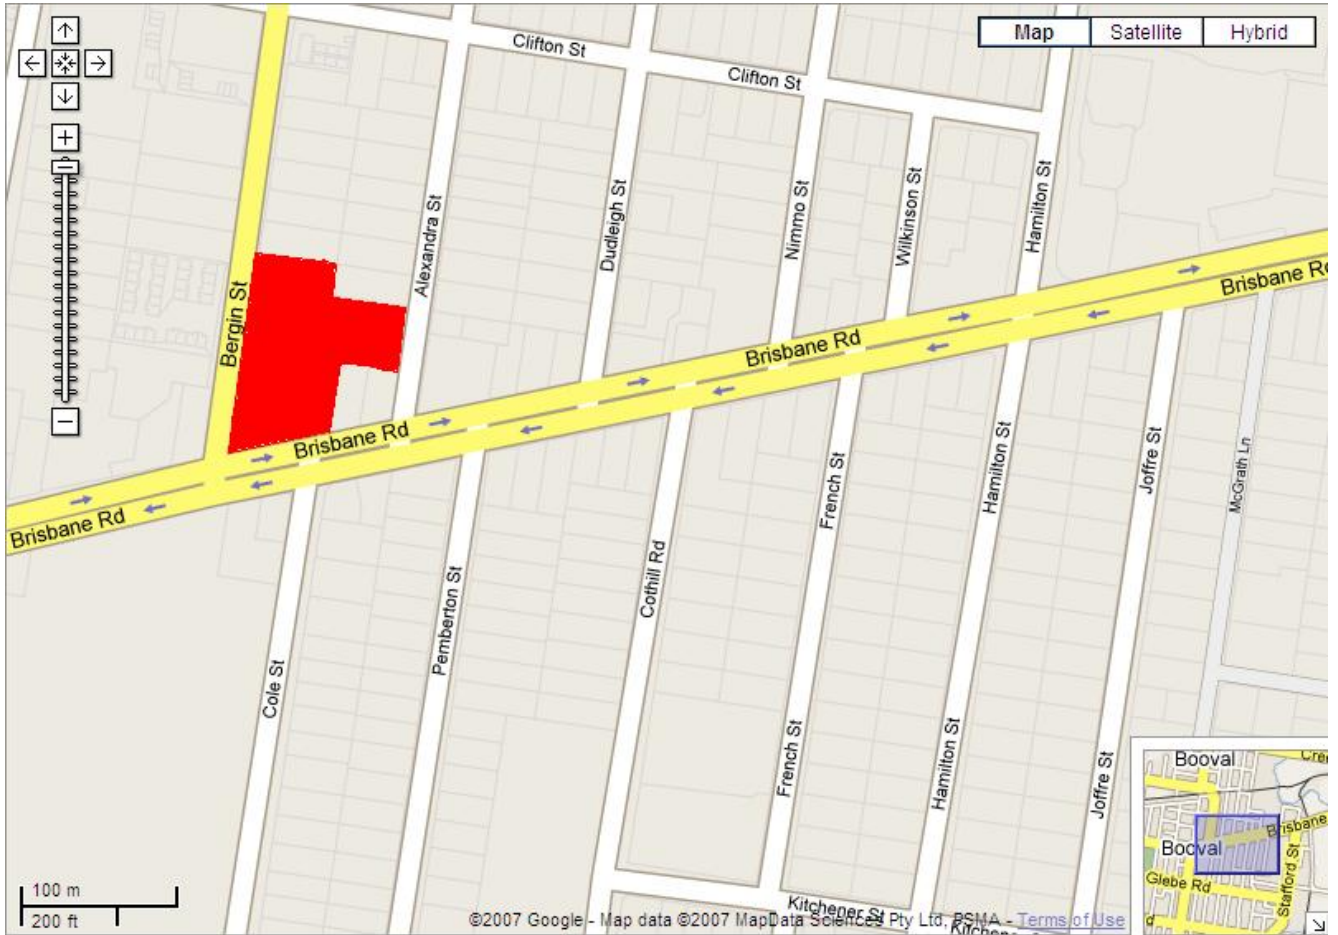 Map Satellite Hybrid
Clifton St
Clifton St
Bergin St
Alexandra St
Dudleigh St
Nimmo St
Wilkinson St
Hamilton St
Brisbane Rd
Brisbane Rd
Brisbane Rd
Brisbane Rd
Cole St
Pemberton St
Cothill Rd
French St
Hamilton St
Joffre St
McGrath Ln
French St
Hamilton St
Joffre St
Kitchener St
100 m
200 ft
©2007 Google - Map data ©2007 MapData Sciences Pty Ltd, PSMA - Terms of Use
Booval
Cree
Brisbane
Booval
Glebe Rd
Stafford St
d